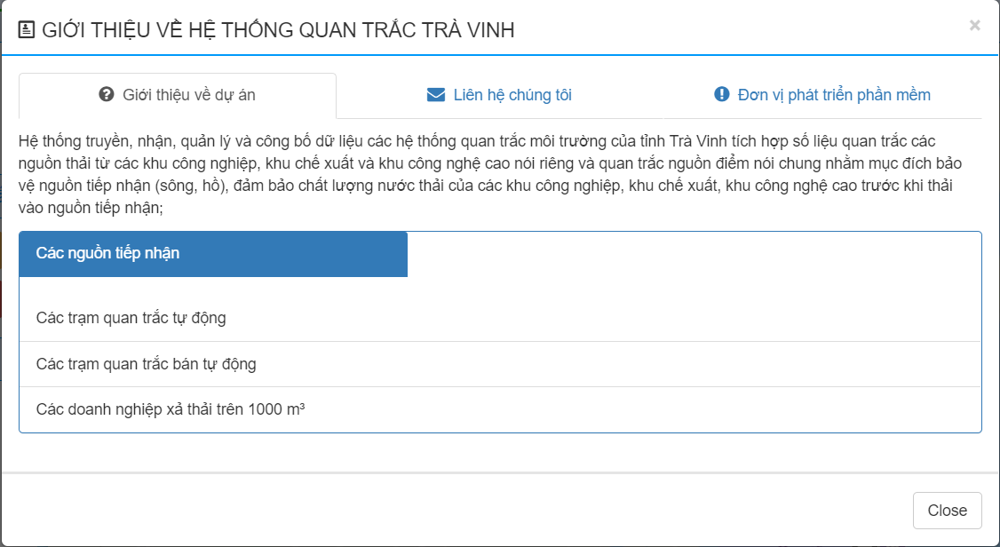 GIỚI THIỆU VỀ HỆ THỐNG QUAN TRẮC TRÀ VINH
×
Giới thiệu về dự án
Liên hệ chúng tôi
Đơn vị phát triển phần mềm
Hệ thống truyền, nhận, quản lý và công bố dữ liệu các hệ thống quan trắc môi trường của tỉnh Trà Vinh tích hợp số liệu quan trắc các
nguồn thải từ các khu công nghiệp, khu chế xuất và khu công nghệ cao nói riêng và quan trắc nguồn điểm nói chung nhằm mục đích bảo
vệ nguồn tiếp nhận (sông, hồ), đảm bảo chất lượng nước thải của các khu công nghiệp, khu chế xuất, khu công nghệ cao trước khi thải
vào nguồn tiếp nhận;
Các nguồn tiếp nhận
Các trạm quan trắc tự động
Các trạm quan trắc bán tự động
Các doanh nghiệp xả thải trên 1000 m³
Close